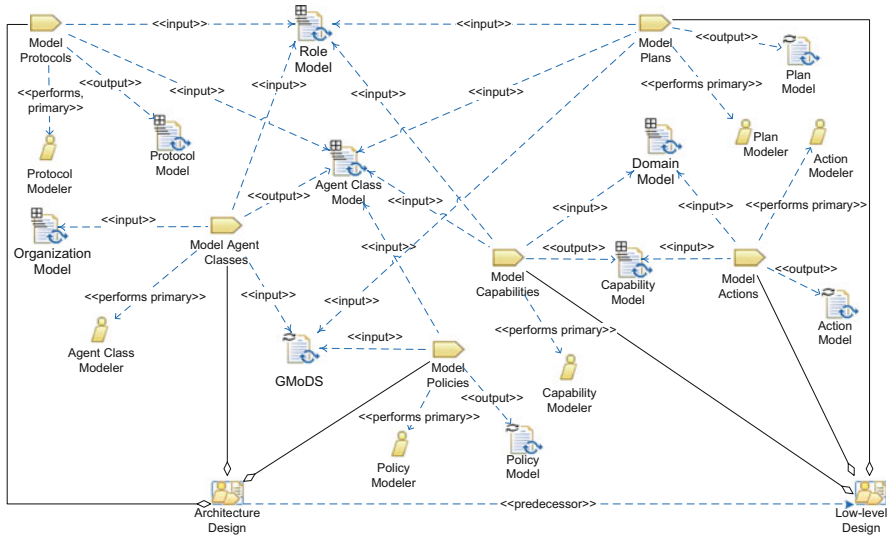 Model
Protocols
<<input>>
Role
Model
<<input>>
Model
Plans
<<output>>
Plan
Model
<<performs,
primary>>
<<output>>
<<input>>
<<input>>
<<input>>
<<input>>
<<input>>
<<performs primary>>
Protocol
Modeler
Protocol
Model
Agent Class
Model
Domain
Model
Plan
Modeler
Action
Modeler
<<output>>
<<input>>
<<input>>
<<performs primary>>
Organization
Model
<<input>>
Model Agent
Classes
<<input>>
<<input>>
<<output>>
<<input>>
Model
Capabilities
Capability
Model
Model
Actions
<<output>>
<<performs primary>>
<<input>>
<<input>>
Action
Model
Agent Class
Modeler
GMoDS
<<input>>
Model
Policies
<<performs primary>>
Capability
Modeler
<<performs primary>>
<<output>>
Policy
Modeler
Policy
Model
Architecture
Design
<<predecessor>>
Low-level
Design